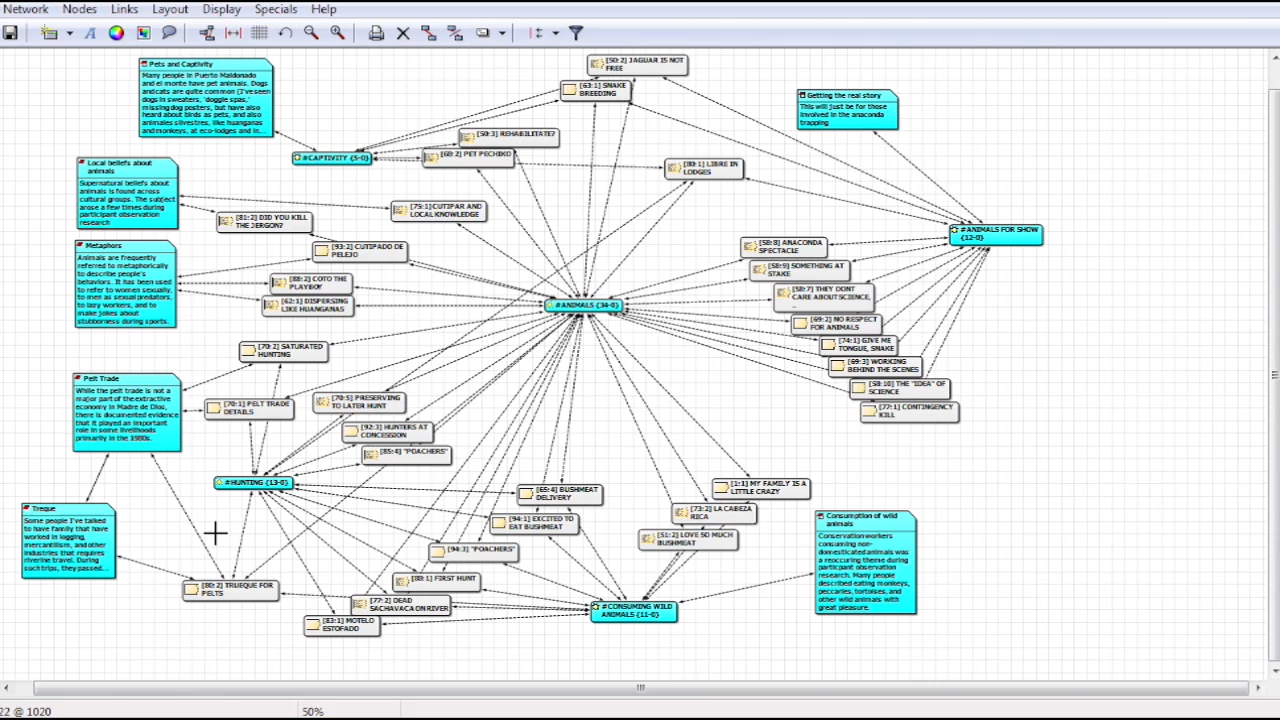 Network Nodes Links Layout Display Specials Help
Pets and Captivity
Many people in Puerto Maldonado
and el monte have pet animals. Dogs
and cats are quite common (I've seen
dogs in sweaters, 'doggie spas,'
missing dog posters, but have also
heard about birds as pets, and also
animales silvestres, like huanganas
and monkeys, at eco-lodges and in...
[50:2] JAGUAR IS NOT
FREE
[63:1] SNAKE
BREEDING
Getting the real story
This will just be for those
involved in the anaconda
trapping
[50:3] REHABILITATE?
#CAPTIVITY {5-0}
[68:2] PET PECHIKO
[80:1] LIBRE IN
LODGES
Local beliefs about
animals
Supernatural beliefs about
animals is found across
cultural groups. The subject
arose a few times during
participant observation
research
[75:1]CUTIPAR AND
LOCAL KNOWLEDGE
[81:2] DID YOU KILL
THE JERGON?
#ANIMALS FOR SHOW
{12-0}
Metaphors
Animals are frequently
referred to metaphorically
to describe people's
behaviors. It has been used
to refer to women sexually,
to men as sexual predators,
to lazy workers, and to
make jokes about
stubborness during sports.
[93:2] CUTIPADO DE
PELEJO
[58:8] ANACONDA
SPECTACLE
[58:9] SOMETHING AT
STAKE
[88:2] COTO THE
PLAYBOY
[62:1] DISPERSING
LIKE HUANGANAS
#ANIMALS {34-0}
[58:7] THEY DONT
CARE ABOUT SCIENCE,
..
[69:2] NO RESPECT
FOR ANIMALS
[74:1] GIVE ME
TONGUE, SNAKE
[70:2] SATURATED
HUNTING
[69:3] WORKING
BEHIND THE SCENES
[58:10] THE "IDEA" OF
SCIENCE
Pelt Trade
While the pelt trade is not a
major part of the extractive
economy in Madre de Dios,
there is documented evidence
that it played an important
role in some livelihoods
primarily in the 1980s.
[70:1] PELT TRADE
DETAILS
[70:5] PRESERVING
TO LATER HUNT
[77:1] CONTINGENCY
KILL
[92:3] HUNTERS AT
CONCESSION
[85:4] "POACHERS"
#HUNTING {13-0}
[65:4] BUSHMEAT
DELIVERY
[1:1] MY FAMILY IS A
LITTLE CRAZY
[73:2] LA CABEZA
RICA
Treque
Some people I've talked
to have family that have
worked in logging,
mercantilism, and other
industries that requires
riverine travel. During
such trips, they passed...
[94:1] EXCITED TO
EAT BUSHMEAT
[51:2] LOVE SO MUCH
BUSHMEAT
Consumption of wild
animals
Conservation workers
consuming non-
domesticated animals was
a reoccuring theme during
particpant observation
research. Many people
described eating monkeys,
peccaries, tortoises, and
other wild animals with
great pleasure.
[94:3] "POACHERS"
[80:2] TRUEQUE FOR
PELTS
FIRST HUNT
[77:2] DEAD
SACHAVACA ON RIVER
#CONSUMING WILD
ANIMALS {11-0}
[83:1] MOTELO
ESTOFADO
22 @ 1020 50%